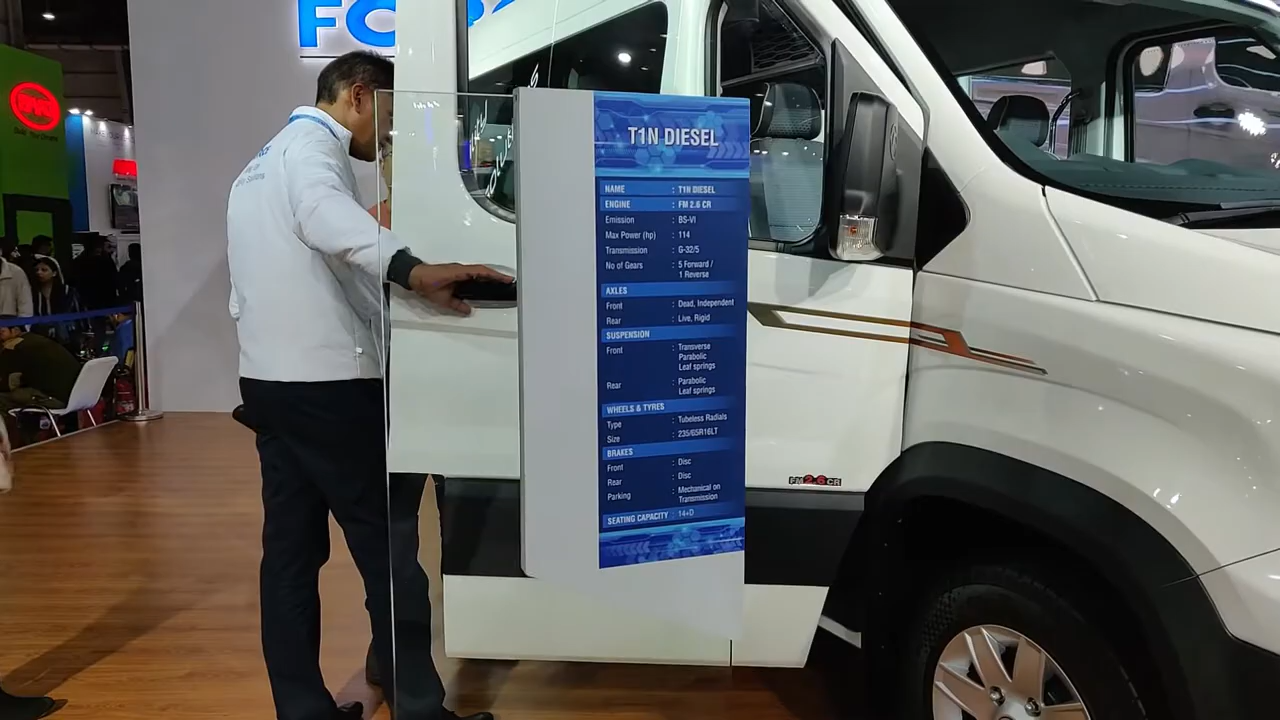 FO
BYD
T1N DIESEL
NAME : T1N DIESEL
ENGINE : FM 2.6 CR
Emission : BS-VI
Max Power (hp) : 114
Transmission : G-32/5
No of Gears : 5 Forward /
1 Reverse
AXLES
Front : Dead, Independent
Rear : Live, Rigid
SUSPENSION
Front : Transverse
Parabolic
Leaf springs
Rear : Parabolic
Leaf springs
WHEELS & TYRES
Type : Tubeless Radials
Size : 235/65R16LT
BRAKES
Front : Disc
Rear : Disc
Parking : Mechanical on
Transmission
SEATING CAPACITY : 14+D
FM2.6CR